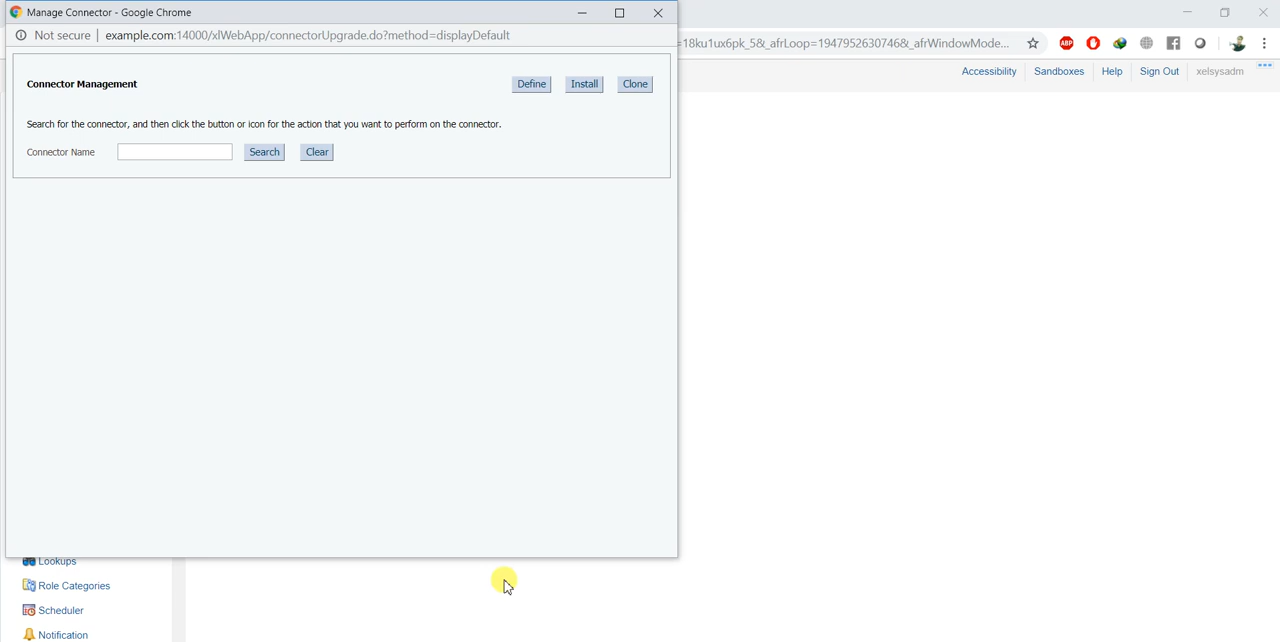 Manage Connector - Google Chrome
Not secure | example.com:14000/xlWebApp/connectorUpgrade.do?method=displayDefault
=18ku1ux6pk_5&_afrLoop=1947952630746&_afrWindowMode...
ABP
Accessibility Sandboxes Help Sign Out xelsysadm
Connector Management Define Install Clone
Search for the connector, and then click the button or icon for the action that you want to perform on the connector.
Connector Name Search Clear
Lookups
Role Categories
Scheduler
Notification